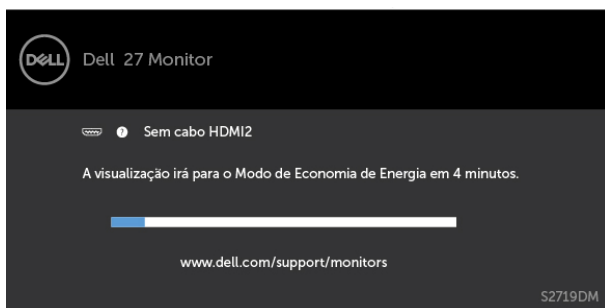 DELL
Dell 27 Monitor
? Sem cabo HDMI2
A visualização irá para o Modo de Economia de Energia em 4 minutos.
www.dell.com/support/monitors
S2719DM